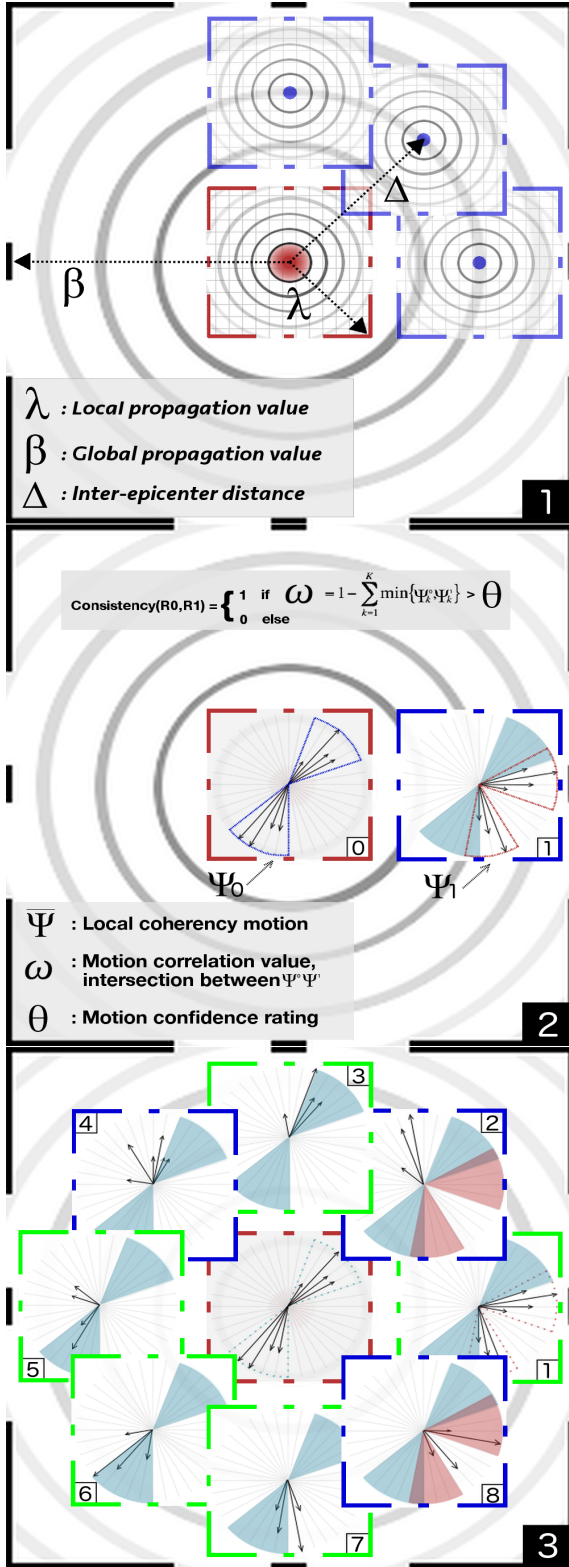 Δ
β
λ
λ : Local propagation value
β : Global propagation value
Δ : Inter-epicenter distance
1
Consistency(R0,R1) = { 1 if ω = 1 - \sum_{k=1}^{K} min{Ψ°k,Ψ'k} > θ
0 else
0
1
Ψ0
Ψ1
Ψ : Local coherency motion
ω : Motion correlation value,
intersection between Ψ°Ψ'
θ : Motion confidence rating
2
3
4
2
5
1
6
7
8
3